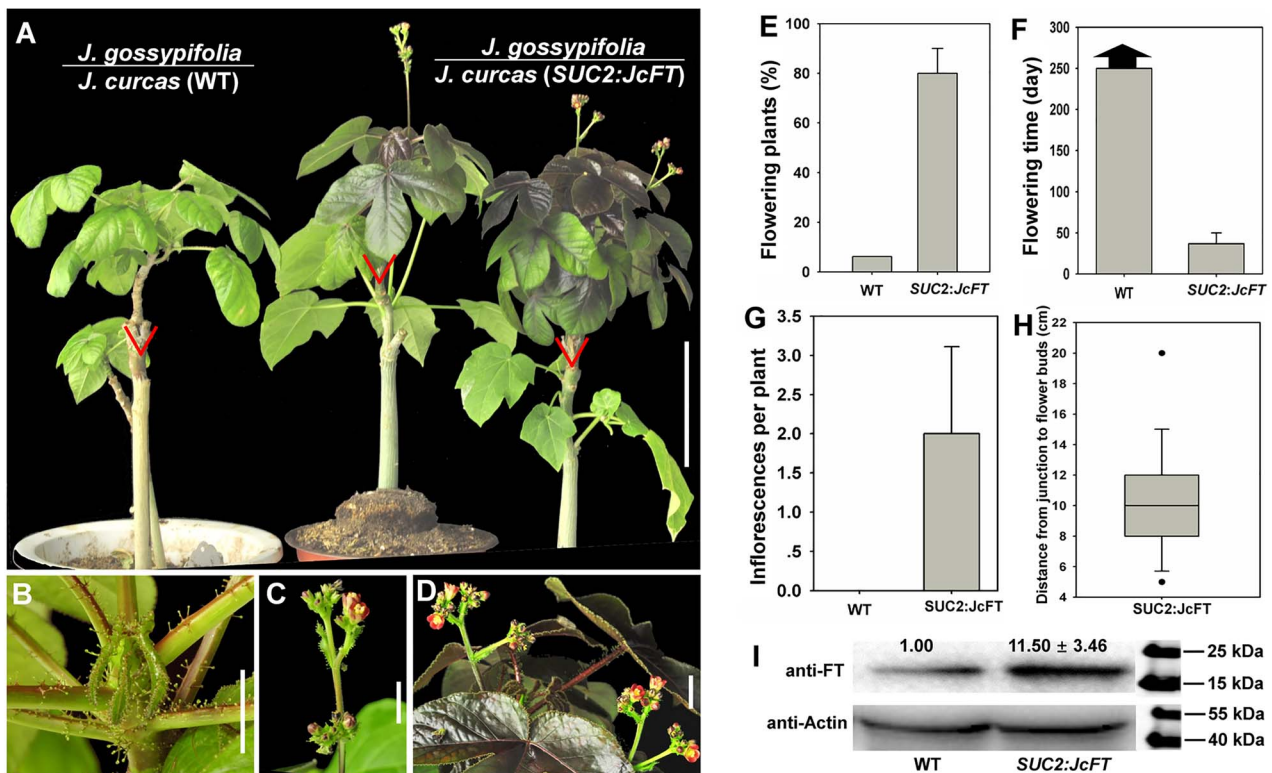 A
J. gossypifolia
J. curcas (WT)
J. gossypifolia
J. curcas (SUC2:JcFT)
B
C
D
E
Flowering plants (%)
100
80
60
40
20
0
WT
SUC2:JcFT
F
Flowering time (day)
300
250
200
150
100
50
0
WT
SUC2:JcFT
G
Inflorescences per plant
3.5
3.0
2.5
2.0
1.5
1.0
.5
0.0
WT
SUC2:JcFT
H
Distance from junction to flower buds (cm)
22
20
18
16
14
12
10
8
6
4
SUC2:JcFT
I
1.00
11.50 ± 3.46
anti-FT
25 kDa
15 kDa
anti-Actin
55 kDa
40 kDa
WT
SUC2:JcFT